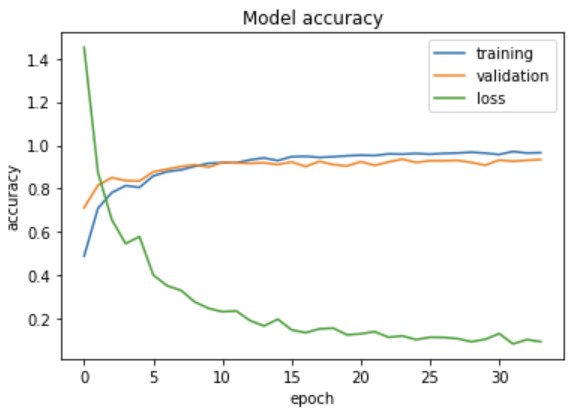 Model accuracy
training
validation
loss
accuracy
1.4
1.2
1.0
0.8
0.6
0.4
0.2
0 5 10 15 20 25 30
epoch